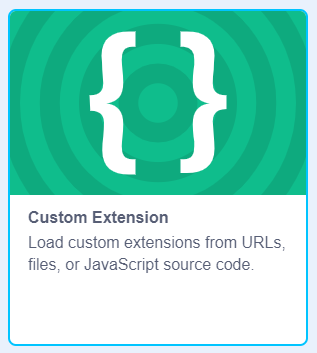 { }
Custom Extension
Load custom extensions from URLs,
files, or JavaScript source code.